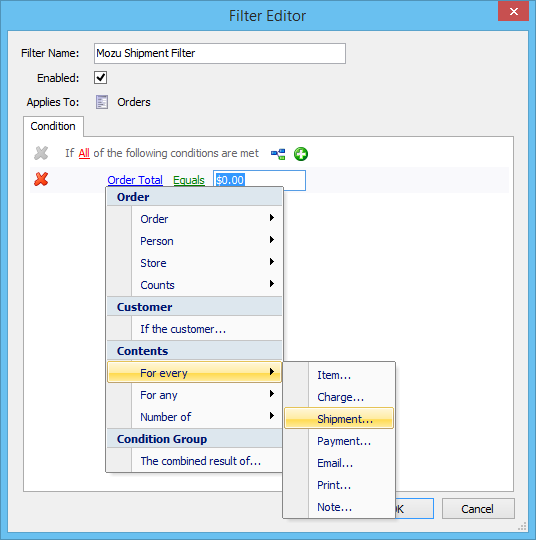 Filter Editor
Filter Name: Mozu Shipment Filter
Enabled:
Applies To: Orders
Condition
If All of the following conditions are met
Order Total Equals $0.00
Order
Order
Person
Store
Counts
Customer
If the customer...
Contents
For every
For any
Number of
Condition Group
The combined result of...
Item...
Charge...
Shipment...
Payment...
Email...
Print...
Note...
Cancel